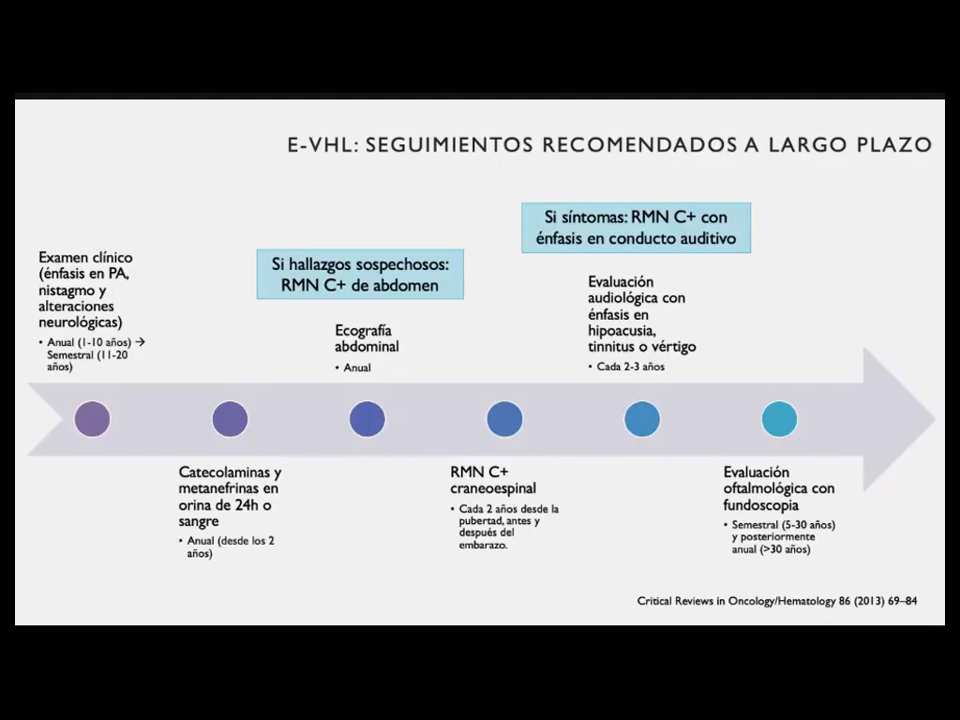 E-VHL: SEGUIMIENTOS RECOMENDADOS A LARGO PLAZO
Examen clínico
(énfasis en PA,
nistagmo y
alteraciones
neurológicas)
• Anual (1-10 años) →
Semestral (11-20
años)
Catecolaminas y
metanefrinas en
orina de 24h o
sangre
• Anual (desde los 2
años)
Si hallazgos sospechosos:
RMN C+ de abdomen
Ecografía
abdominal
• Anual
RMN C+
craneoespinal
• Cada 2 años desde la
pubertad, antes y
después del
embarazo.
Si síntomas: RMN C+ con
énfasis en conducto auditivo
Evaluación
audiológica con
énfasis en
hipoacusia,
tinnitus o vértigo
• Cada 2-3 años
Evaluación
oftalmológica con
fundoscopia
• Semestral (5-30 años)
y posteriormente
anual (>30 años)
Critical Reviews in Oncology/Hematology 86 (2013) 69–84